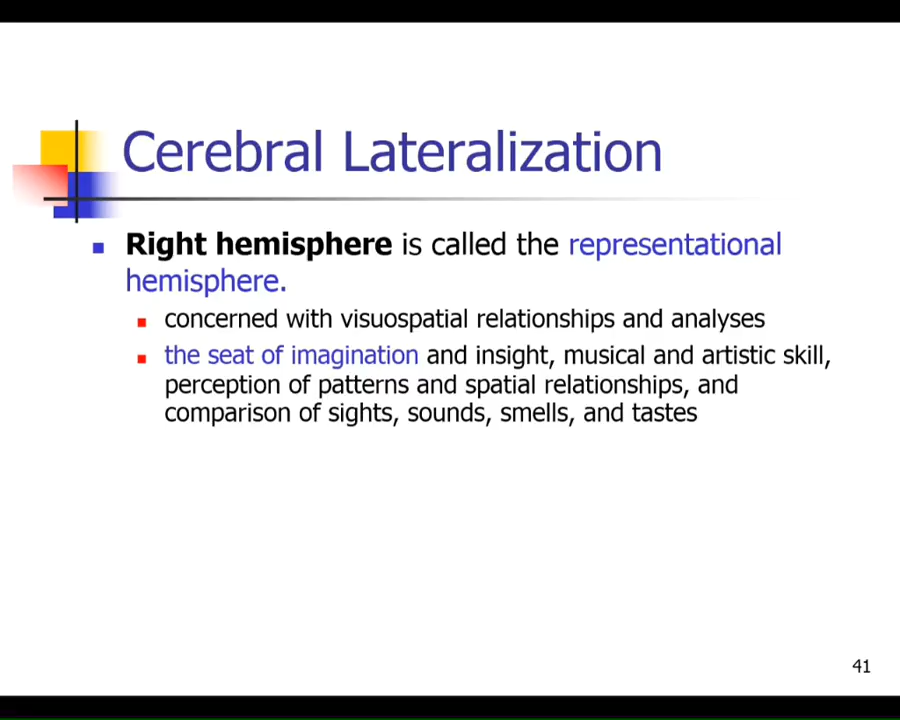 Cerebral Lateralization
Right hemisphere is called the representational
hemisphere.
concerned with visuospatial relationships and analyses
the seat of imagination and insight, musical and artistic skill,
perception of patterns and spatial relationships, and
comparison of sights, sounds, smells, and tastes
41